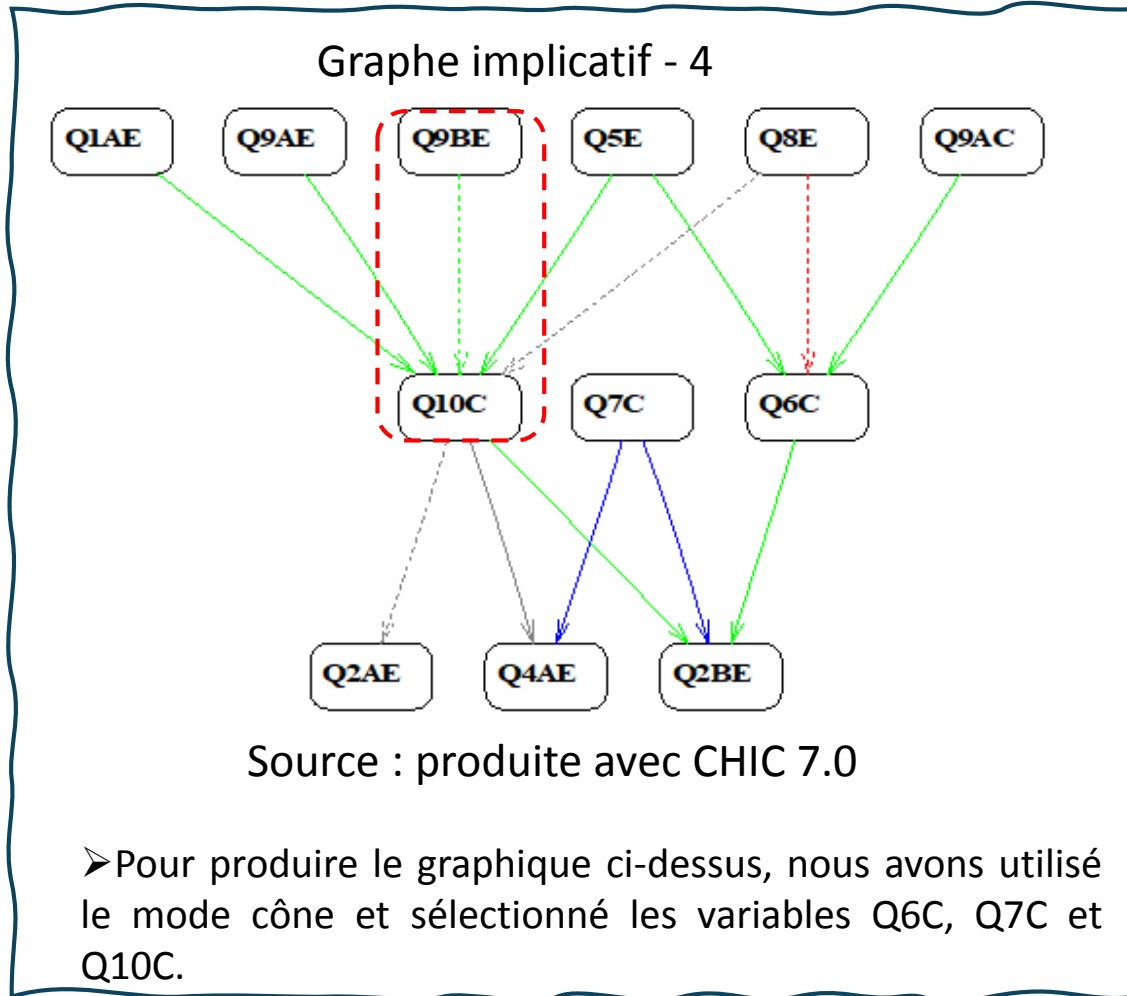 Graphe implicatif - 4
Q1AE Q9AE Q9BE Q5E Q8E Q9AC
Q10C Q7C Q6C
Q2AE Q4AE Q2BE
Source : produite avec CHIC 7.0
➢Pour produire le graphique ci-dessus, nous avons utilisé
le mode cône et sélectionné les variables Q6C, Q7C et
Q10C.